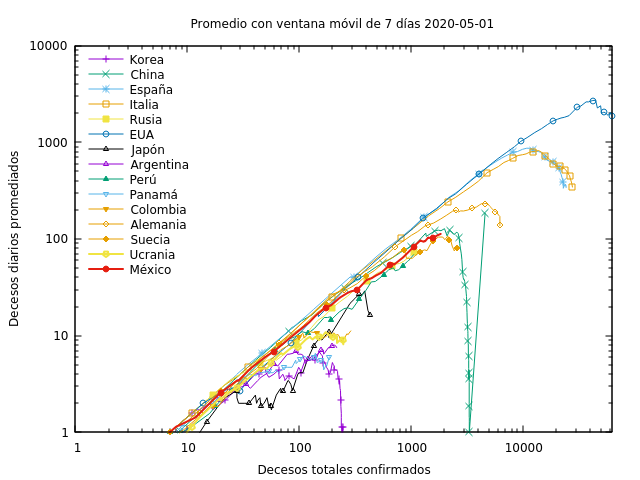 Promedio con ventana móvil de 7 días 2020-05-01
10000
1000
100
10
1
Decesos diarios promediados
Korea
China
España
Italia
Rusia
EUA
Japón
Argentina
Perú
Panamá
Colombia
Alemania
Suecia
Ucrania
México
1 10 100 1000 10000
Decesos totales confirmados